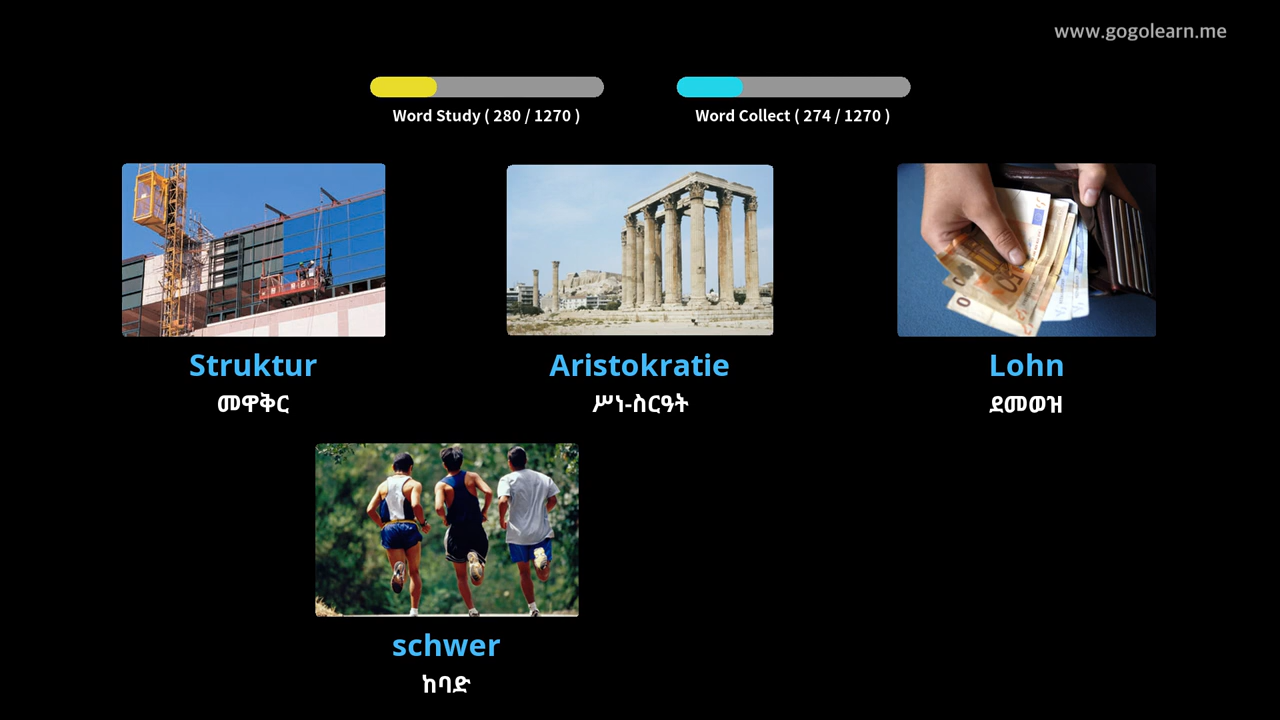 www.gogolearn.me
Word Study ( 280 / 1270 )
Word Collect ( 274 / 1270 )
Struktur
መዋቅር
Aristokratie
ሥነ-ስርዓት
Lohn
ደመወዝ
schwer
ከባድ